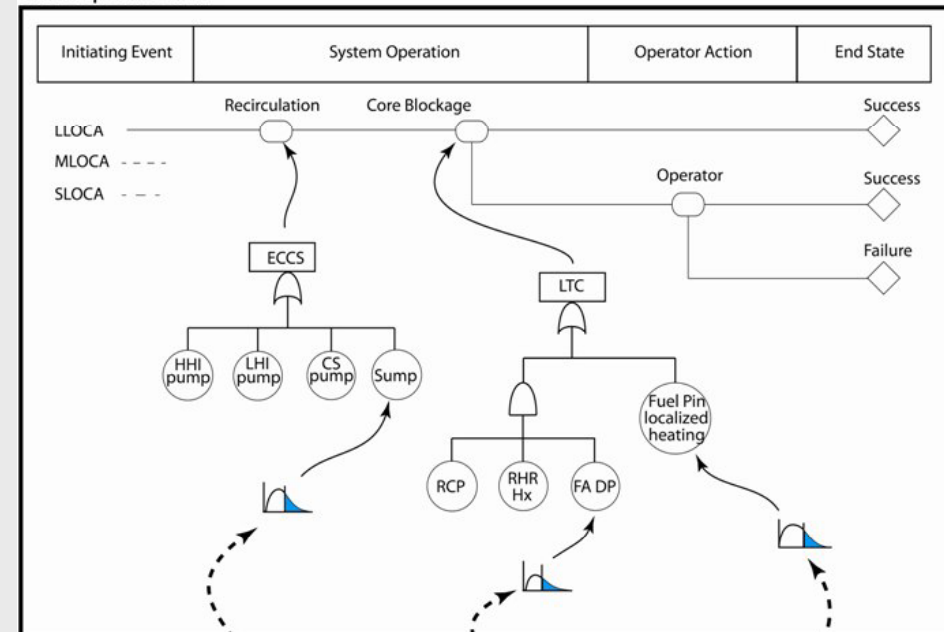 Initiating Event
System Operation
Operator Action
End State
Recirculation
Core Blockage
Success
LLOCA
MLOCA
SLOCA
Operator
Success
Failure
ECCS
LTC
HHI
pump
LHI
pump
CS
pump
Sump
Fuel Pin
localized
heating
RCP
RHR
Hx
FA DP